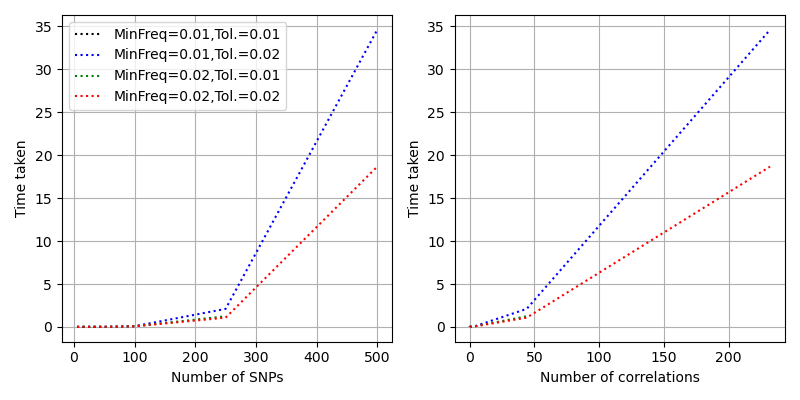 35
30
25
20
15
10
5
0
Time taken
0 100 200 300 400 500
Number of SNPs
MinFreq=0.01,Tol.=0.01
MinFreq=0.01,Tol.=0.02
MinFreq=0.02,Tol.=0.01
MinFreq=0.02,Tol.=0.02
35
30
25
20
15
10
5
0
Time taken
0 50 100 150 200
Number of correlations